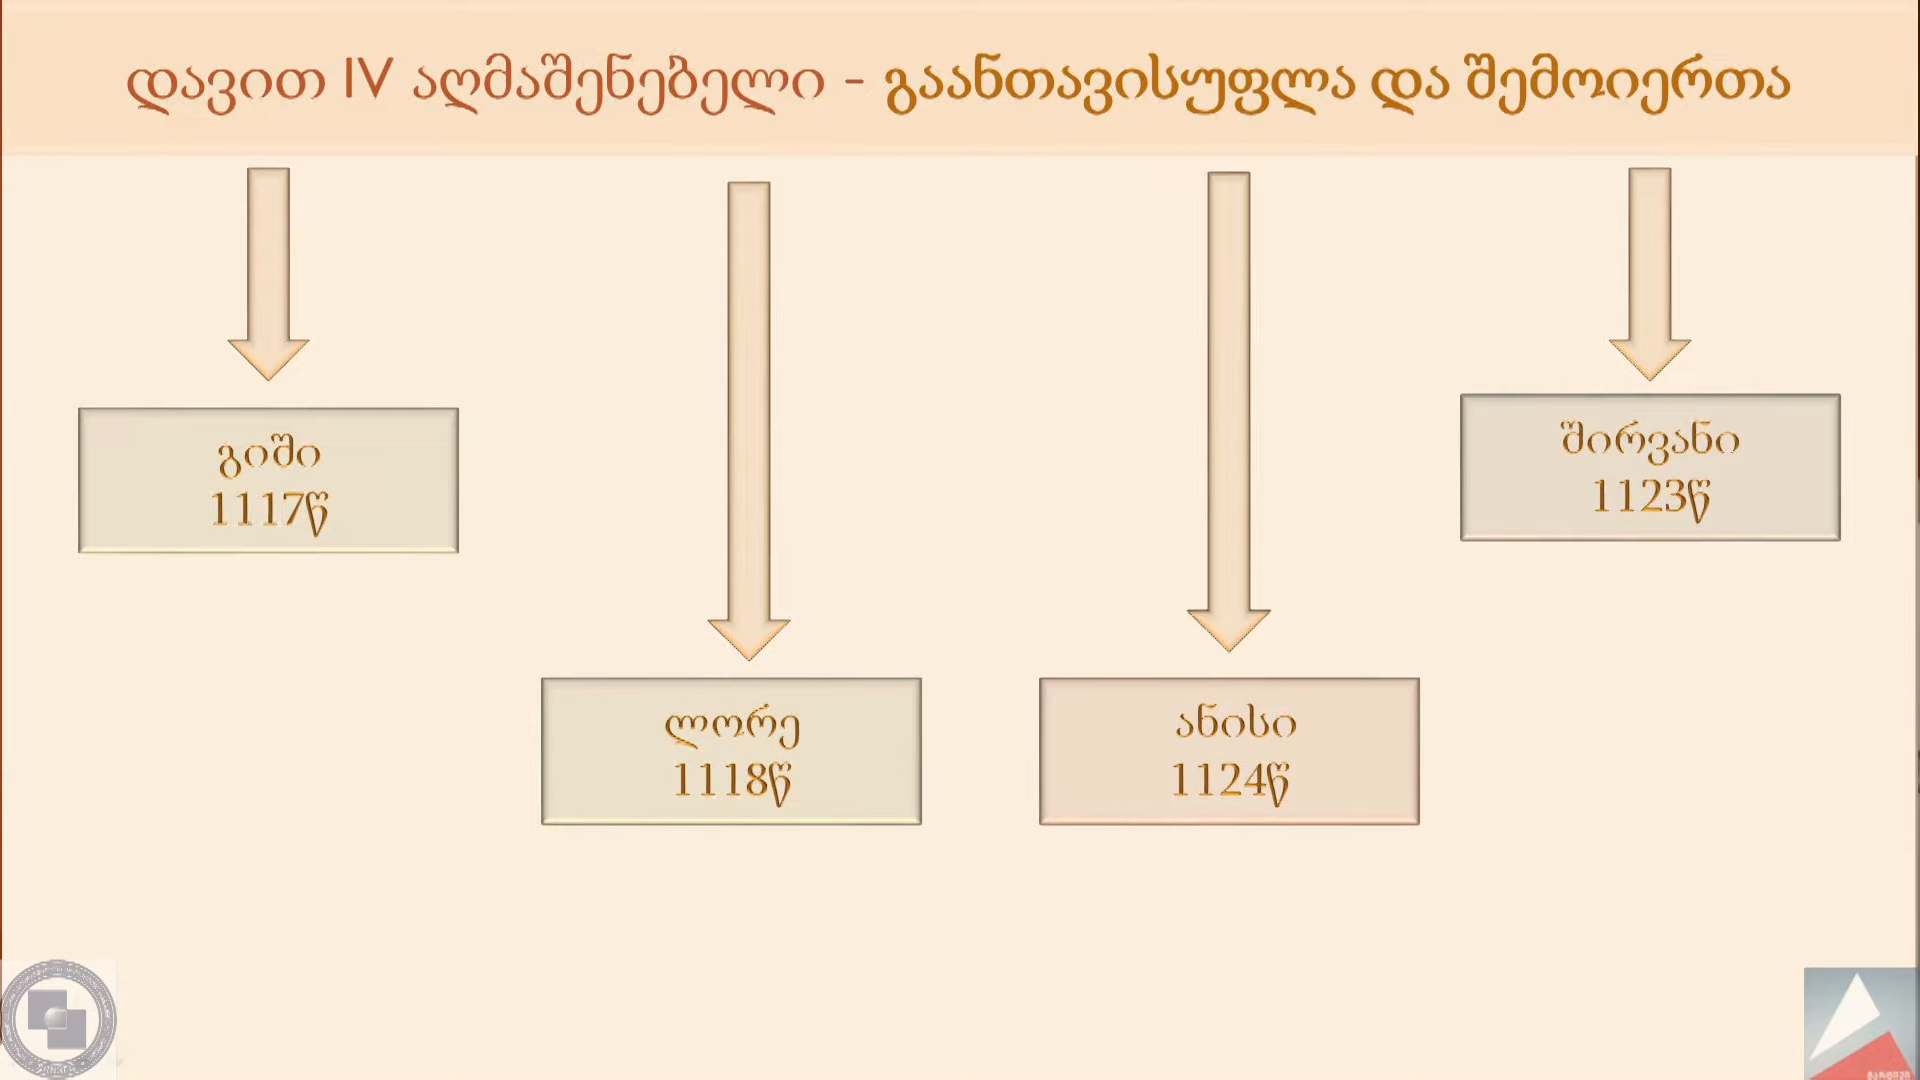 დავით IV აღმაშენებელი - გაანთავისუფლა და შემოიერთა
გიში
1117წ
ლორე
1118წ
ანისი
1124წ
შირვანი
1123წ